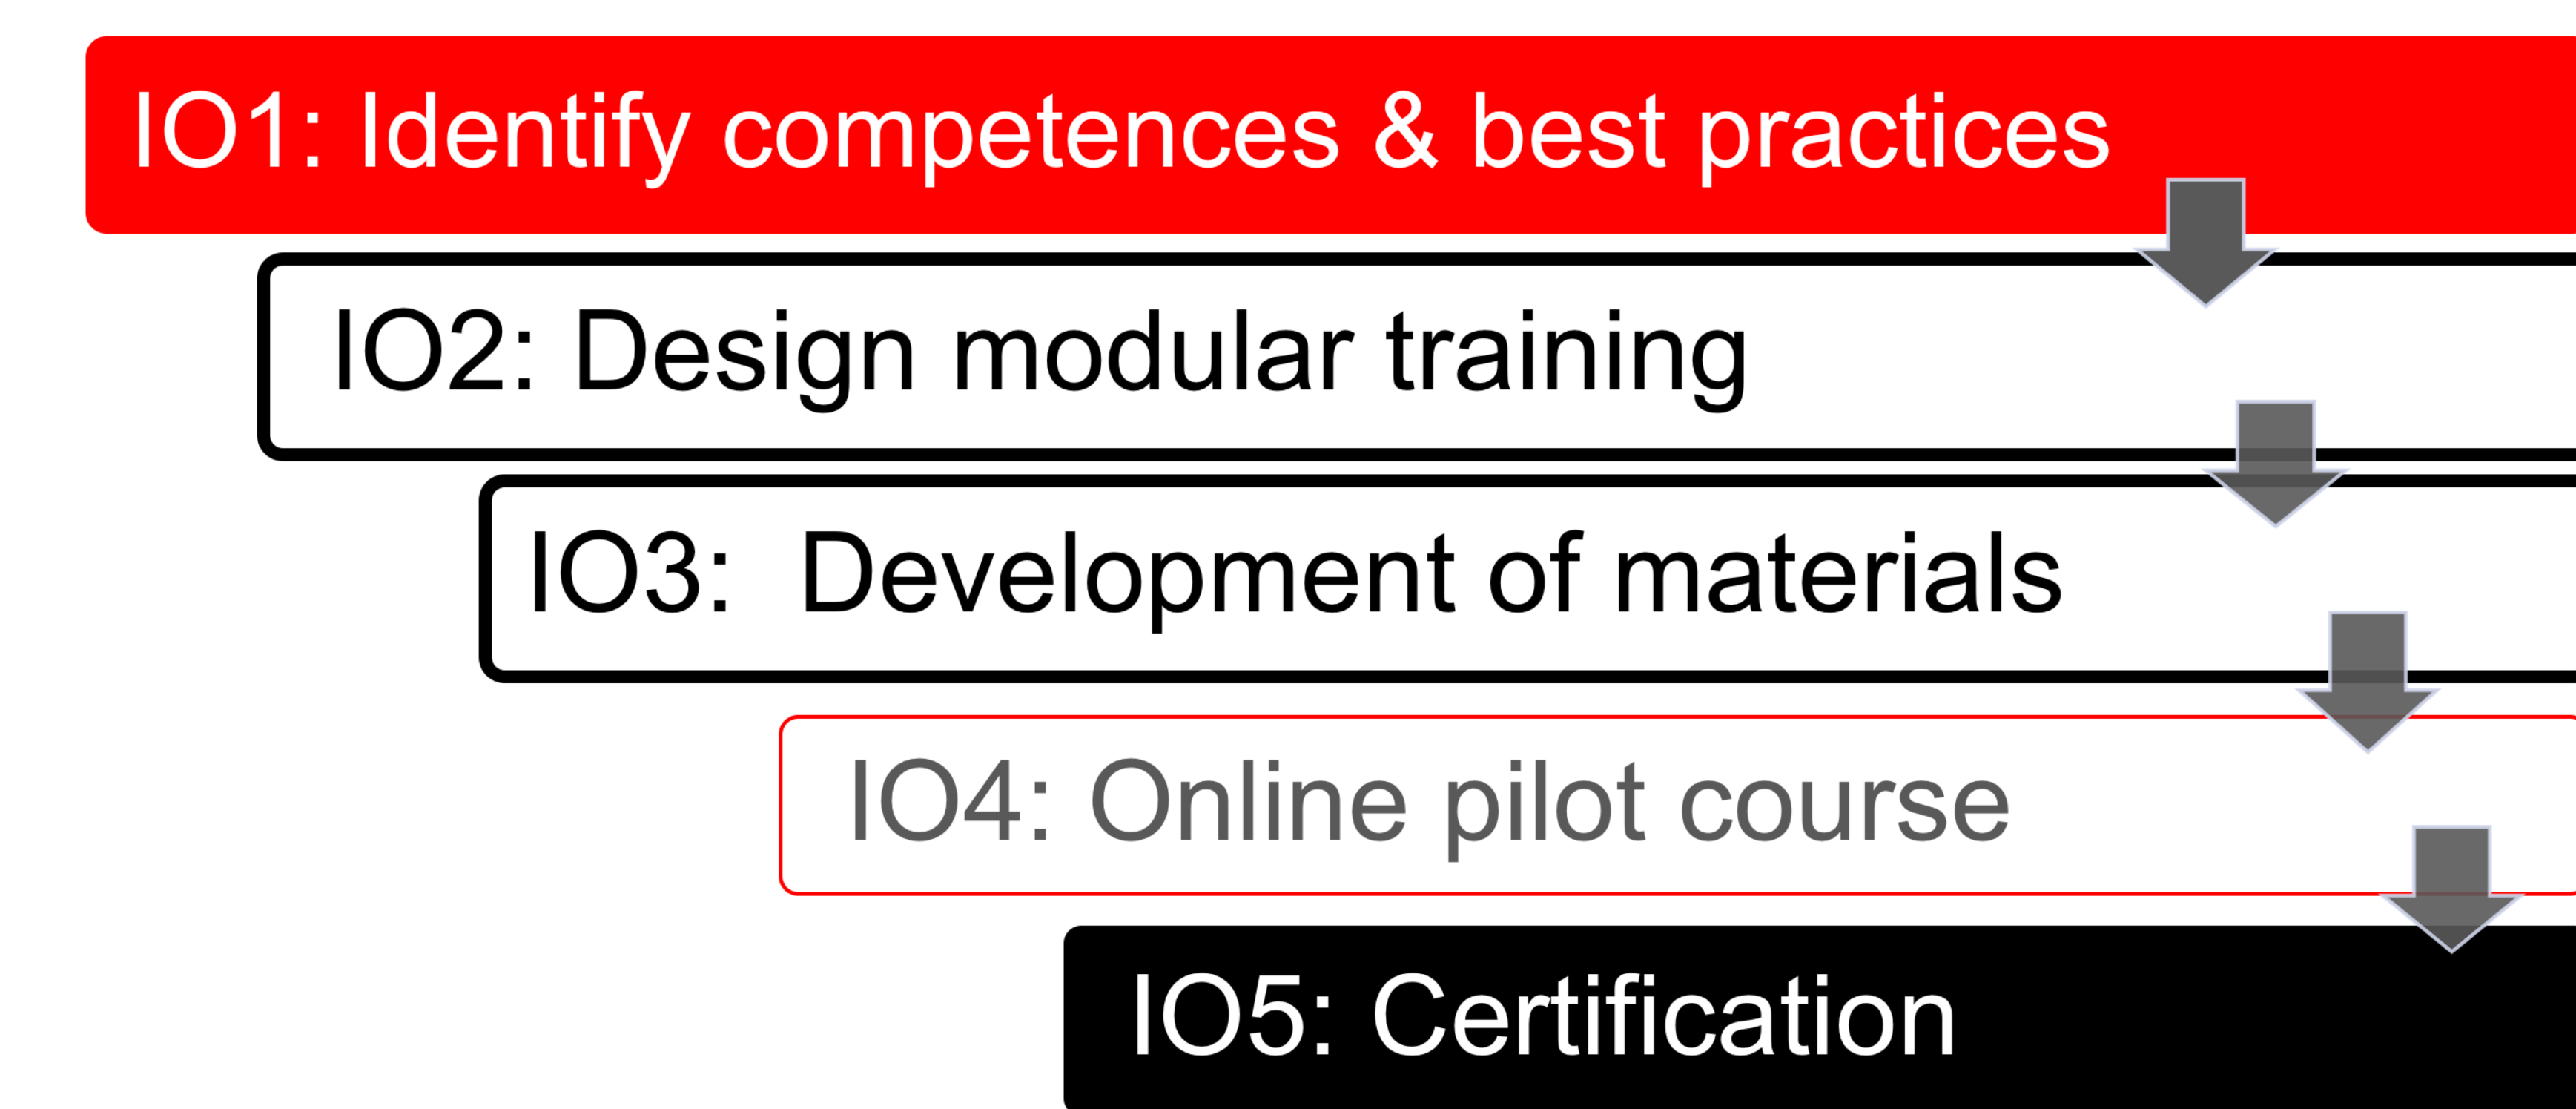 IO1: Identify competences & best practices
IO2: Design modular training
IO3:  Development of materials
IO4: Online pilot course
IO5: Certification